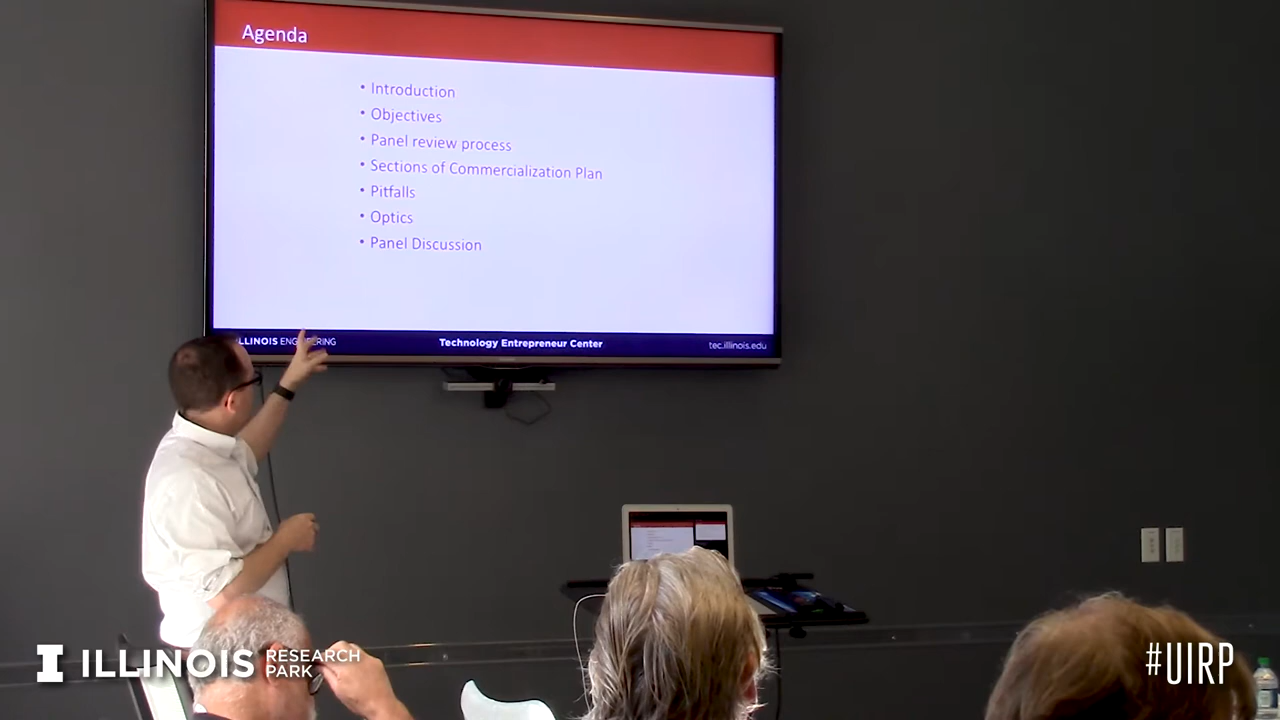 Agenda
• Introduction
• Objectives
• Panel review process
• Sections of Commercialization Plan
• Pitfalls
• Optics
• Panel Discussion
ILLINOIS ENGINEERING
Technology Entrepreneur Center
tec.illinois.edu
I ILLINOIS RESEARCH PARK
#UIRP